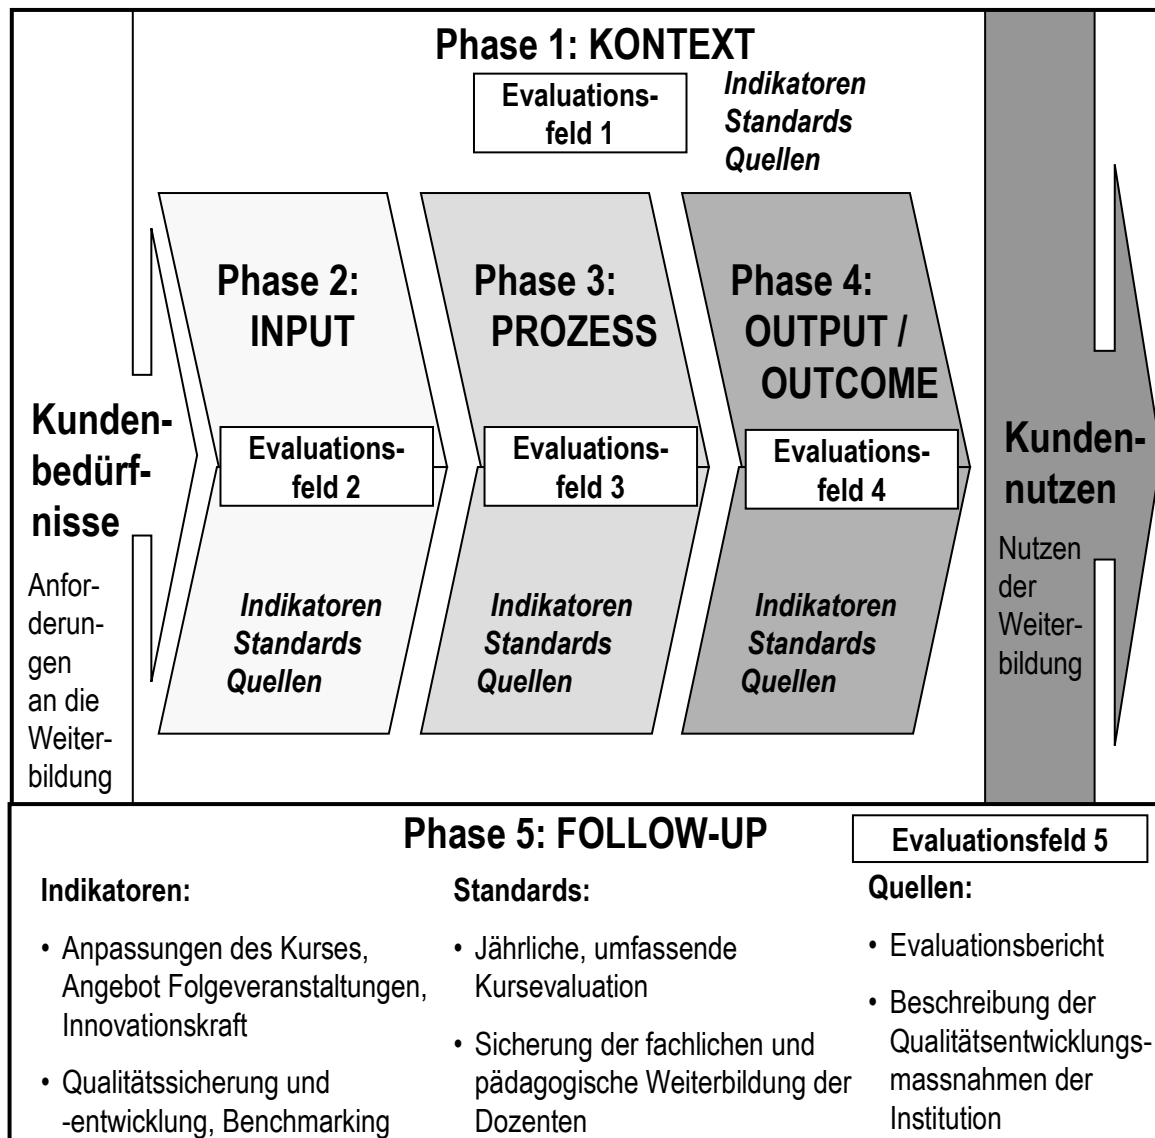 Phase 1: KONTEXT
Evaluations-
feld 1
Indikatoren
Standards
Quellen
Kunden-
bedürf-
nisse
Anfor-
derun-
gen
an die
Weiter-
bildung
Phase 2:
INPUT
Evaluations-
feld 2
Indikatoren
Standards
Quellen
Phase 3:
PROZESS
Evaluations-
feld 3
Indikatoren
Standards
Quellen
Phase 4:
OUTPUT /
OUTCOME
Evaluations-
feld 4
Indikatoren
Standards
Quellen
Kunden-
nutzen
Nutzen
der
Weiter-
bildung
Phase 5: FOLLOW-UP
Evaluationsfeld 5
Indikatoren:
• Anpassungen des Kurses,
Angebot Folgeveranstaltungen,
Innovationskraft
• Qualitätssicherung und
-entwicklung, Benchmarking
Standards:
• Jährliche, umfassende
Kursevaluation
• Sicherung der fachlichen und
pädagogische Weiterbildung der
Dozenten
Quellen:
• Evaluationsbericht
• Beschreibung der
Qualitätsentwicklungs-
massnahmen der
Institution